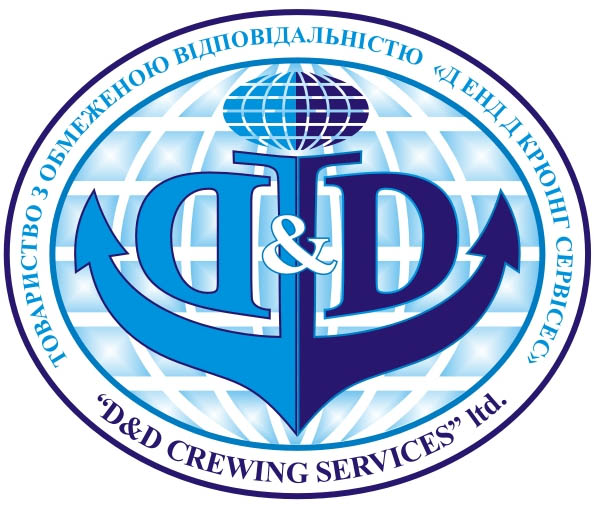 ТОВАРИСТВО З ОБМЕЖЕНОЮ ВІДПОВІДАЛЬНІСТЮ «Д ЕНД Д КРЮІНГ СЕРВІСЕС»
D&D
“D&D CREWING SERVICES” ltd.